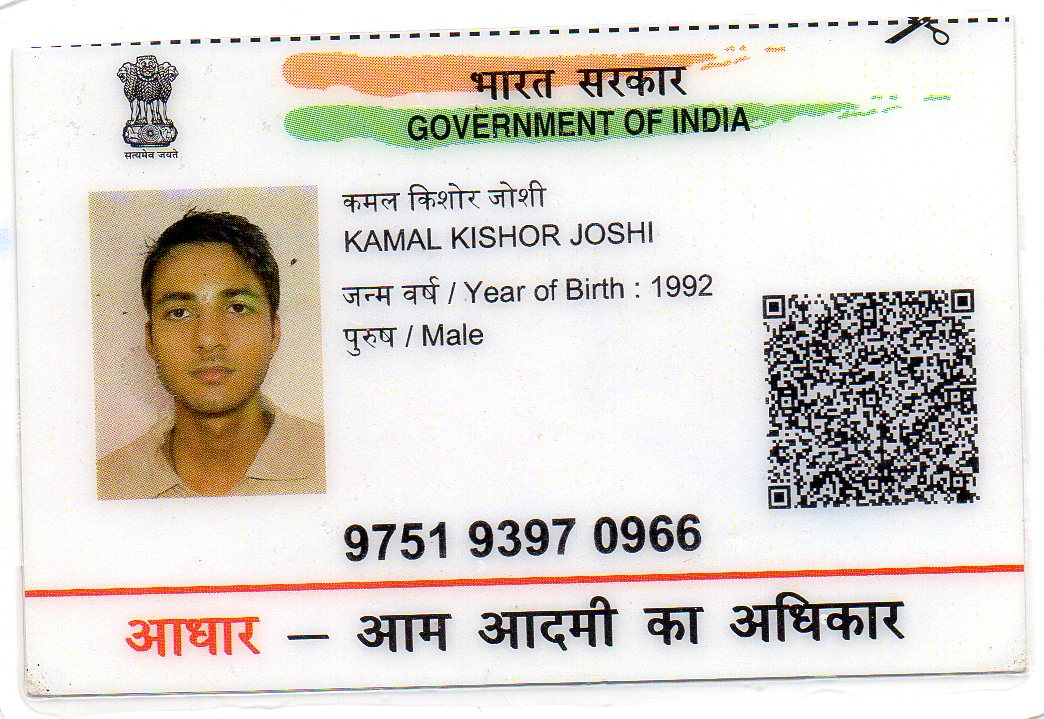 सत्यमेव जयते
भारत सरकार
GOVERNMENT OF INDIA
कमल किशोर जोशी
KAMAL KISHOR JOSHI
जन्म वर्ष / Year of Birth : 1992
पुरुष / Male
9751 9397 0966
आधार — आम आदमी का अधिकार